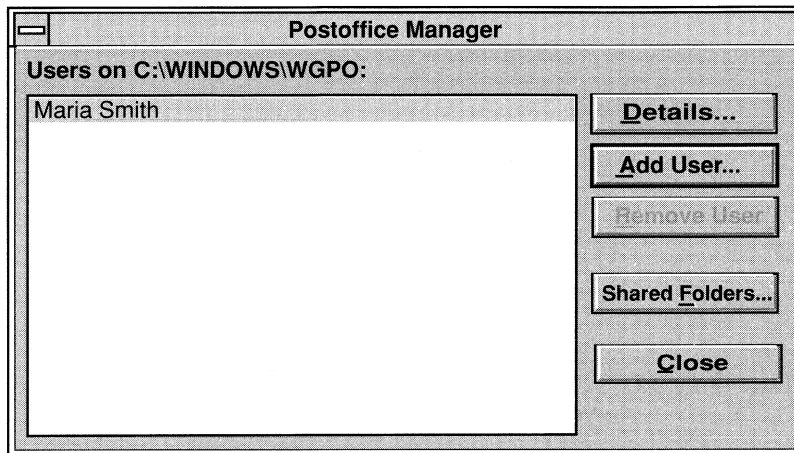 Postoffice Manager
Users on C:\WINDOWS\WGPO:
Maria Smith
Details...
Add User...
Remove User
Shared Folders...
Close